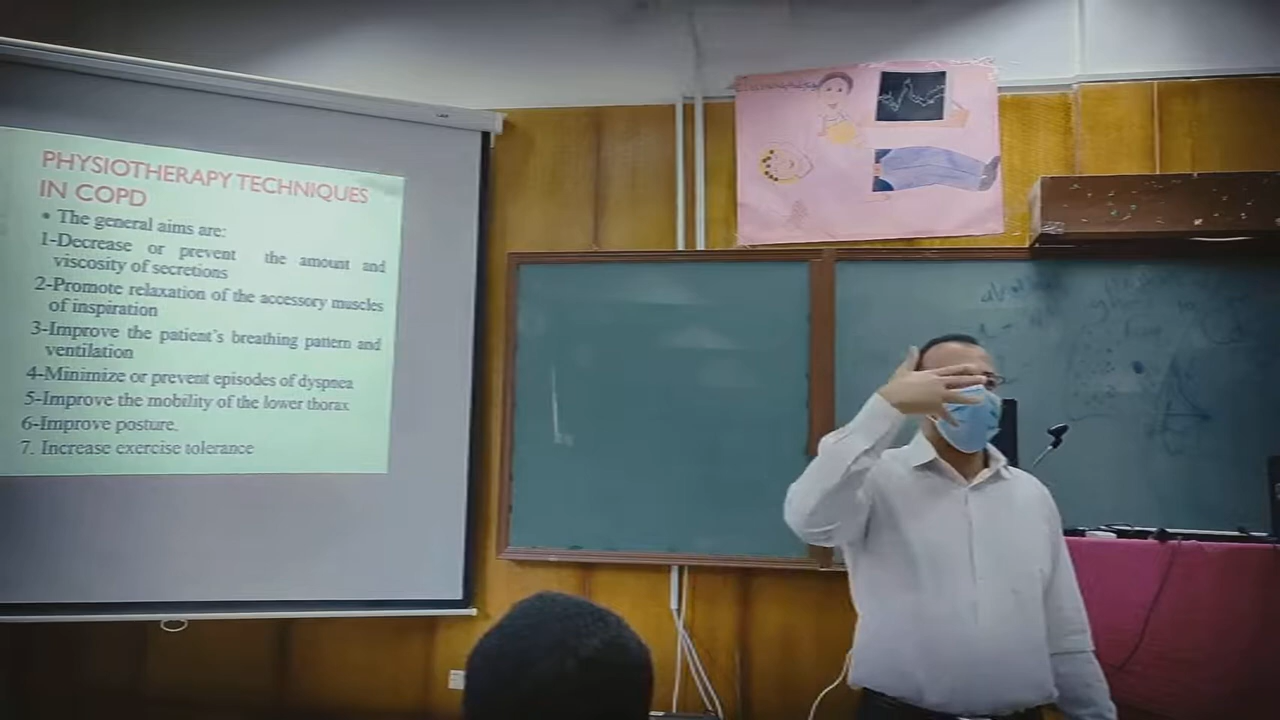 PHYSIOTHERAPY TECHNIQUES
IN COPD
• The general aims are:
1-Decrease or prevent the amount and
viscosity of secretions
2-Promote relaxation of the accessory muscles
of inspiration
3-Improve the patient's breathing pattern and
ventilation
4-Minimize or prevent episodes of dyspnea
5-Improve the mobility of the lower thorax
6-Improve posture.
7. Increase exercise tolerance